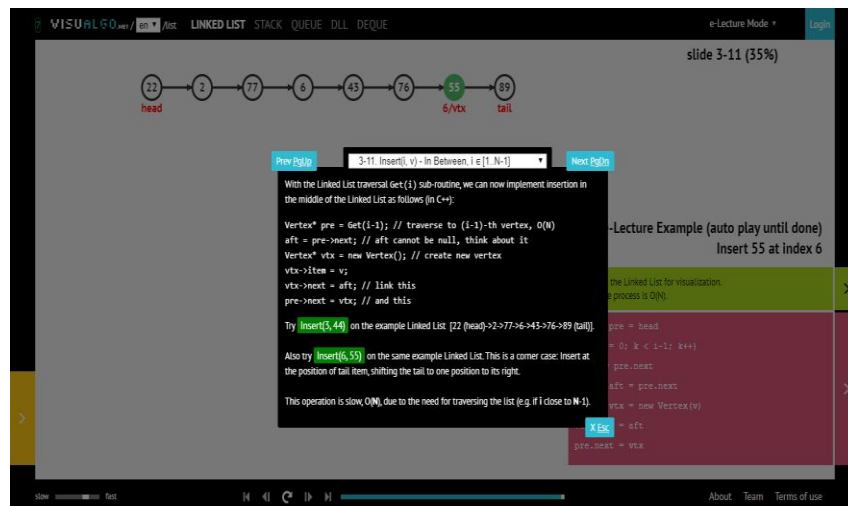 7 VISUALGO.NET / en /list LINKED LIST STACK QUEUE DLL DEQUE e-Lecture Mode Login
slide 3-11 (35%)
22 2 77 6 43 76 55 89
head 6/vtx tail
Prev PgUp 3-11. Insert(i, v) - In Between, i ∈ [1..N-1] Next PgDn
With the Linked List traversal Get(i) sub-routine, we can now implement insertion in
the middle of the Linked List as follows (in C++):
Vertex* pre = Get(i-1); // traverse to (i-1)-th vertex, O(N)
aft = pre->next; // aft cannot be null, think about it
Vertex* vtx = new Vertex(); // create new vertex
vtx->item = v;
vtx->next = aft; // link this
pre->next = vtx; // and this
Try Insert(3, 44) on the example Linked List [22 (head)->2->77->6->43->76->89 (tail)].
Also try Insert(6, 55) on the same example Linked List. This is a corner case: Insert at
the position of tail item, shifting the tail to one position to its right.
This operation is slow, O(N), due to the need for traversing the list (e.g. if i close to N-1).
X Esc
-Lecture Example (auto play until done)
Insert 55 at index 6
the Linked List for visualization.
process is O(N).
pre = head
= 0; k < i-1; k++)
pre.next
aft = pre.next
vtx = new Vertex(v)
= aft
pre.next = vtx
slow fast About Team Terms of use